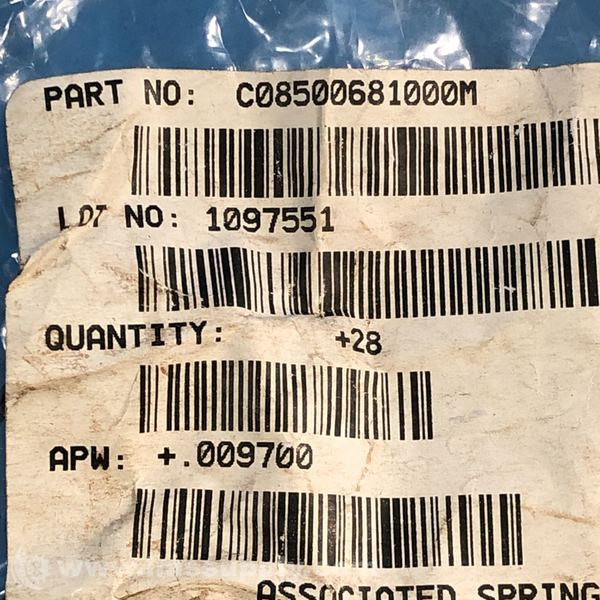 PART NO: C08500681000M
LOT NO: 1097551
QUANTITY: +28
APW: +.009700
ASSOCIATED SPRING